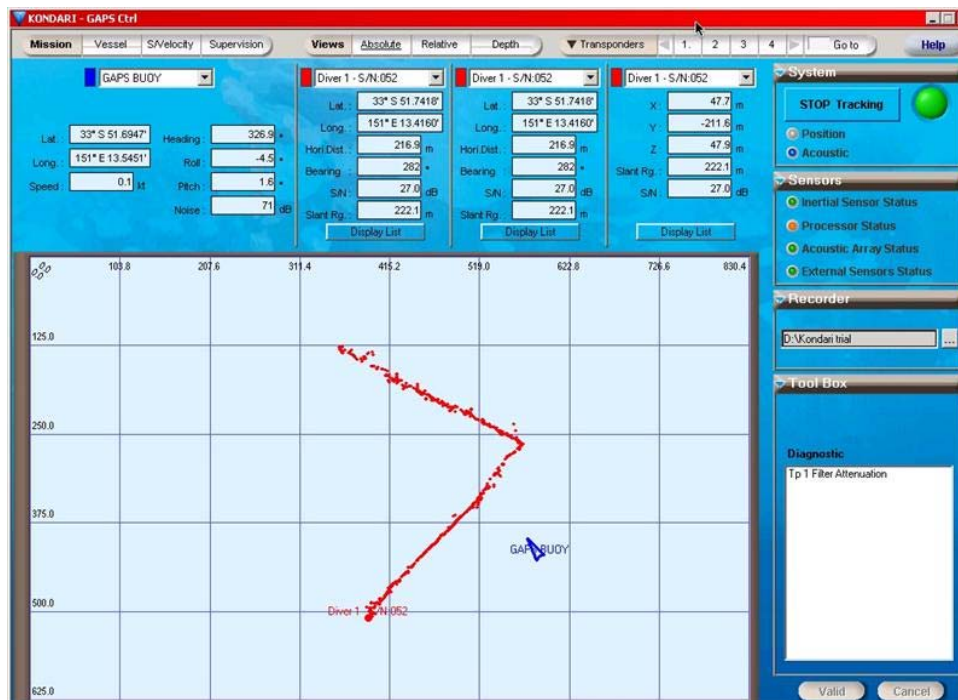 KONDARI - GAPS Ctrl
Mission Vessel S/Velocity Supervision Views Absolute Relative Depth Transponders 1. 2 3 4 Go to Help
GAPS BUOY
Lat. : 33° S 51.6947' Heading : 326.9 °
Long. : 151° E 13.5451' Roll : -4.5 °
Speed : 0.1 kt Pitch : 1.6 °
Noise : 71 dB
Diver 1 - S/N:052
Lat. : 33° S 51.7418'
Long. : 151° E 13.4160'
Hori.Dist. : 216.9 m
Bearing : 282 °
S/N : 27.0 dB
Slant Rg. : 222.1 m
Display List
Diver 1 - S/N:052
Lat : 33° S 51.7418'
Long. : 151° E 13.4160'
Hori.Dist. : 216.9 m
Bearing : 282 °
S/N : 27.0 dB
Slant Rg. : 222.1 m
Display List
Diver 1 - S/N:052
X : 47.7 m
Y : -211.6 m
Z : 47.9 m
Slant Rg. : 222.1 m
S/N : 27.0 dB
Display List
System
STOP Tracking
Position
Acoustic
Sensors
Inertial Sensor Status
Processor Status
Acoustic Array Status
External Sensors Status
Recorder
D:\Kondari trial ...
Tool Box
Diagnostic
Tp 1 Filter Attenuation
Valid Cancel
0.0 103.8 207.6 311.4 415.2 519.0 622.8 726.6 830.4
0.0
125.0
250.0
375.0
GAPS BUOY
500.0
Diver 1 - S/N:052
625.0